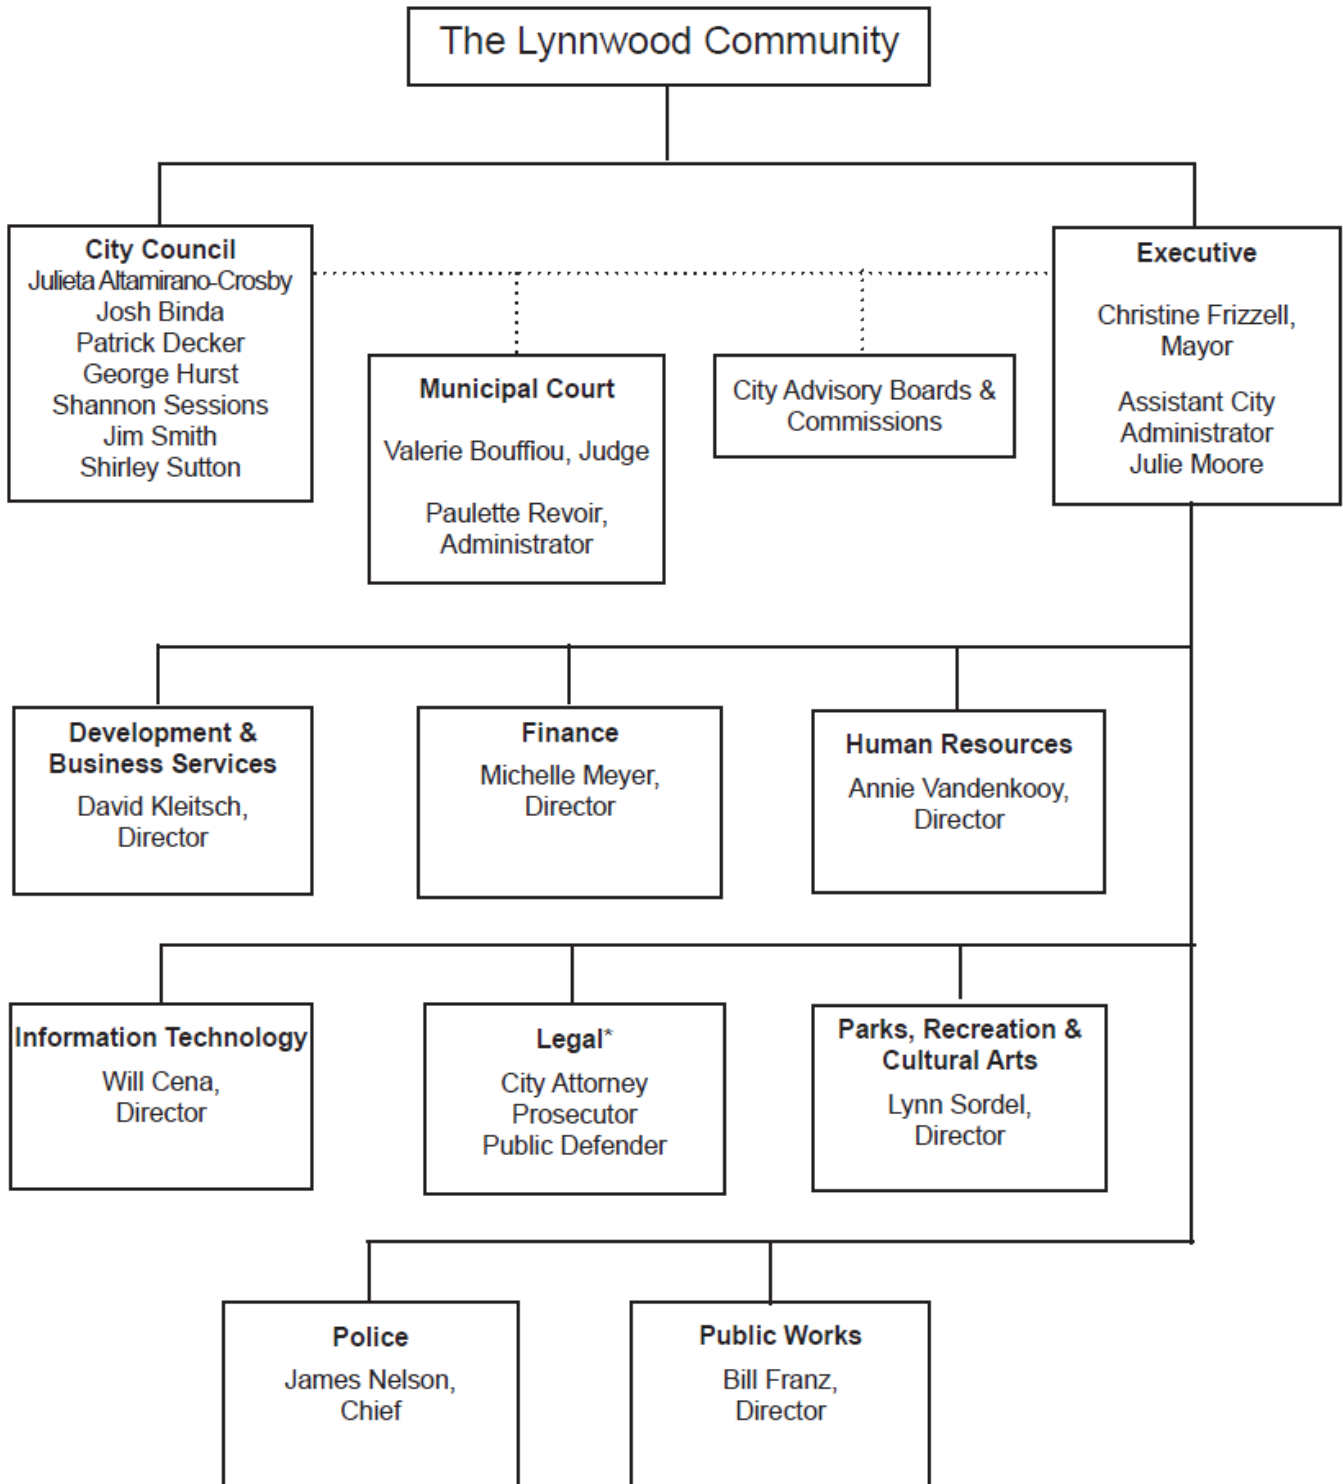 The Lynnwood Community
City Council
Julieta Altamirano-Crosby
Josh Binda
Patrick Decker
George Hurst
Shannon Sessions
Jim Smith
Shirley Sutton
Municipal Court
Valerie Bouffiou, Judge
Paulette Revoir,
Administrator
City Advisory Boards &
Commissions
Executive
Christine Frizzell,
Mayor
Assistant City
Administrator
Julie Moore
Development &
Business Services
David Kleitsch,
Director
Finance
Michelle Meyer,
Director
Human Resources
Annie Vandenkooy,
Director
Information Technology
Will Cena,
Director
Legal*
City Attorney
Prosecutor
Public Defender
Parks, Recreation &
Cultural Arts
Lynn Sordel,
Director
Police
James Nelson,
Chief
Public Works
Bill Franz,
Director